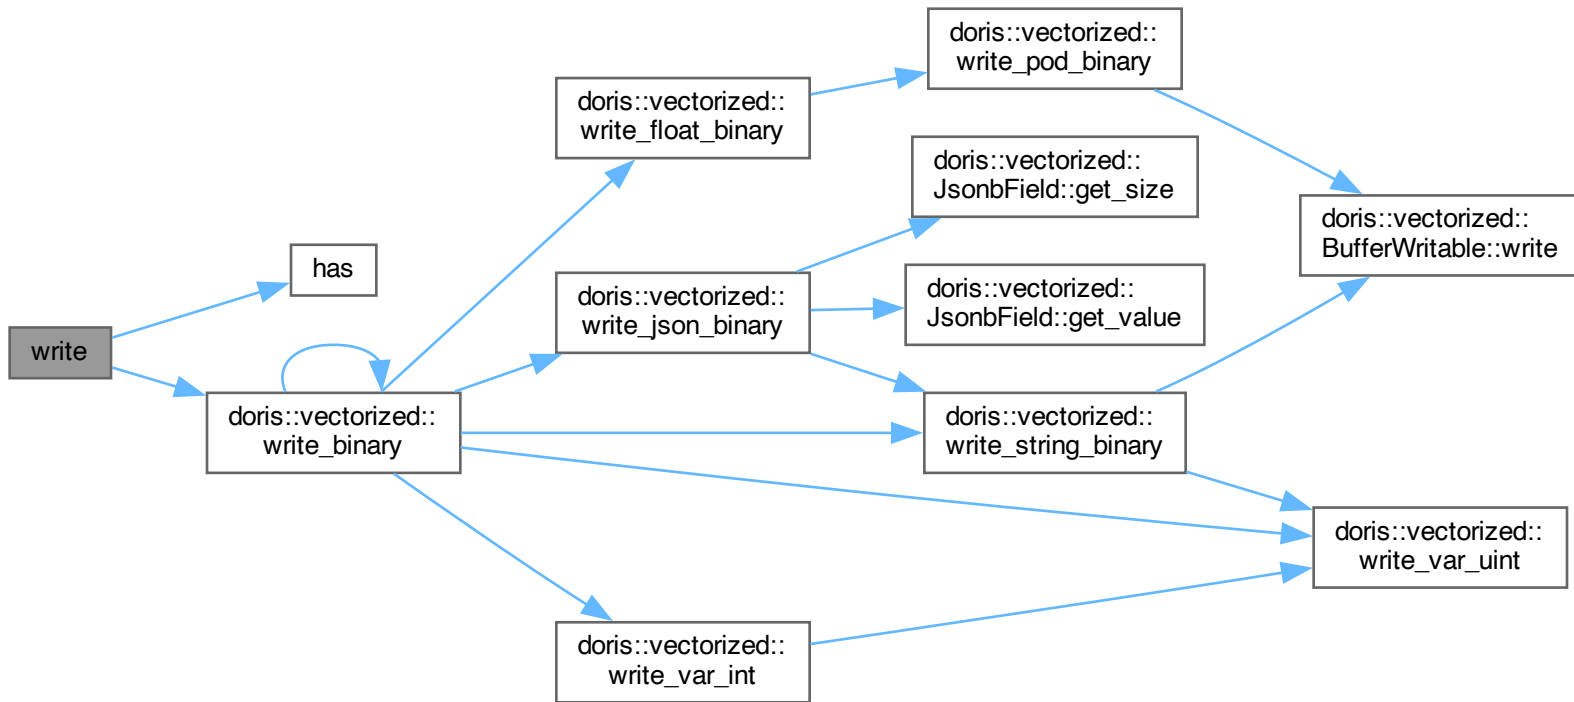 write
has
doris::vectorized::
write_binary
doris::vectorized::
write_float_binary
doris::vectorized::
write_json_binary
doris::vectorized::
write_var_int
doris::vectorized::
write_pod_binary
doris::vectorized::
JsonbField::get_size
doris::vectorized::
JsonbField::get_value
doris::vectorized::
write_string_binary
doris::vectorized::
BufferWritable::write
doris::vectorized::
write_var_uint